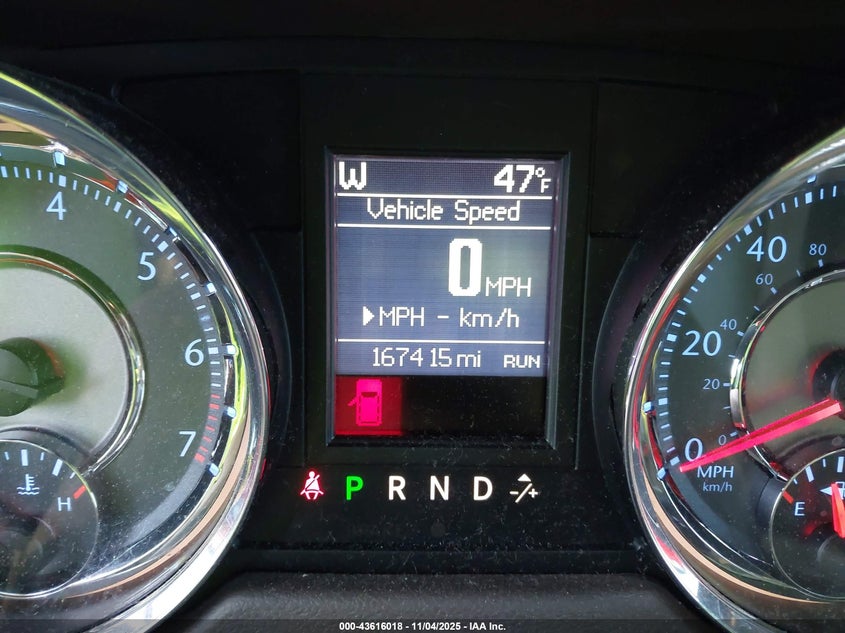 W 47°F
Vehicle Speed
0 MPH
▶MPH - km/h
167415 mi RUN
P R N D -/+
4
5
6
7
H
80
40
60
40
20
20
0
0
MPH
km/h
E
000-43616018 - 11/04/2025 - IAA Inc.